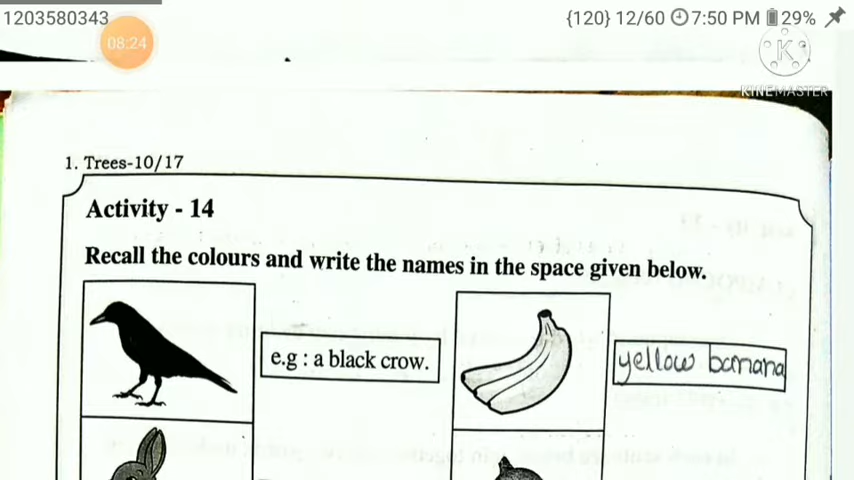 1203580343
{120} 12/60 7:50 PM 29%
08:24
K
KINEMASTER
1. Trees-10/17
Activity - 14
Recall the colours and write the names in the space given below.
e.g : a black crow.
yellow banana